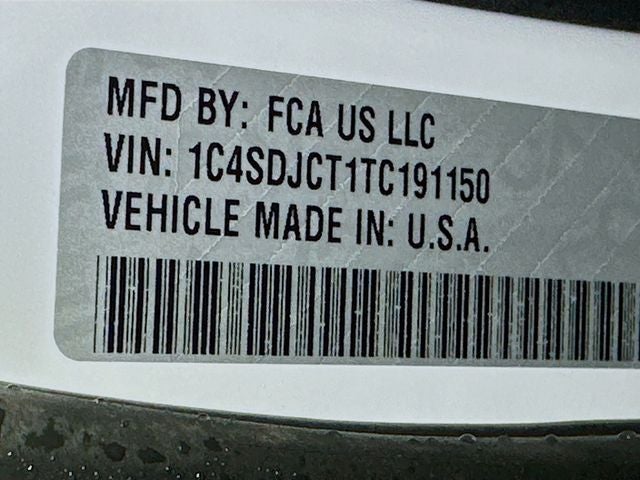 MFD BY: FCA US LLC
VIN: 1C4SDJCT1TC191150
VEHICLE MADE IN: U.S.A.